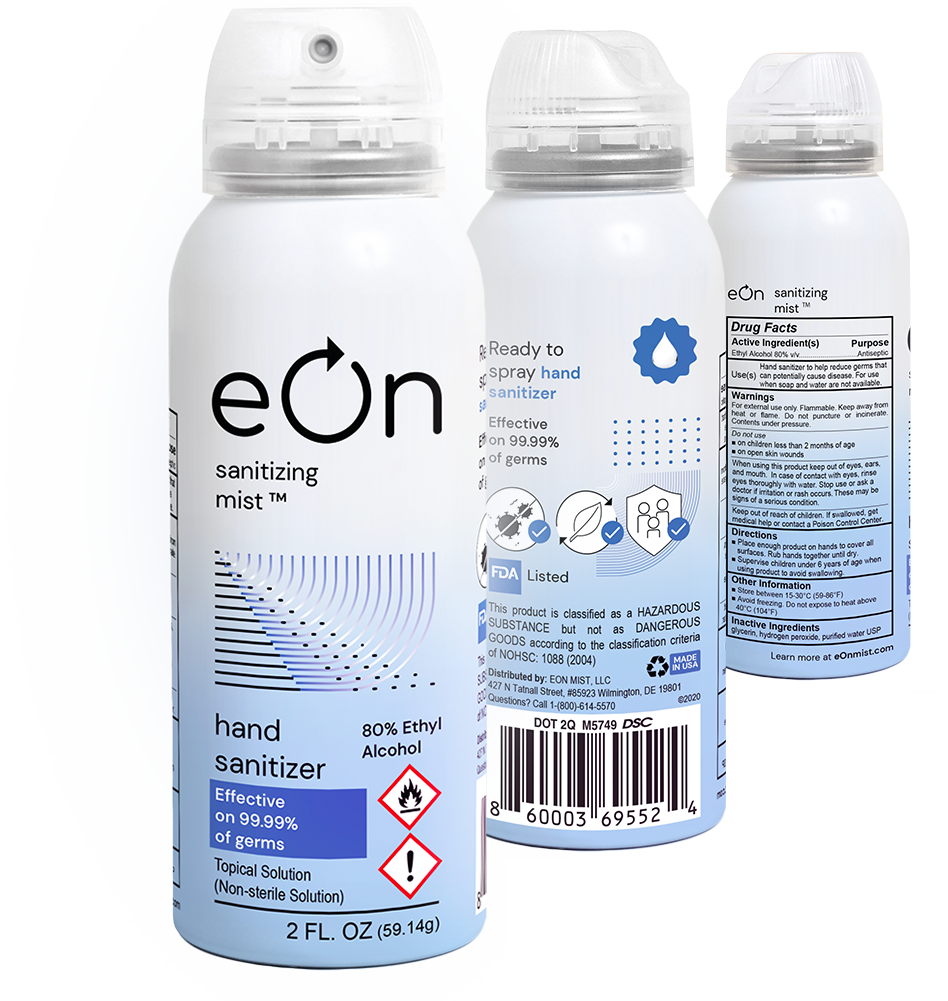 eOn
sanitizing
mist ™
hand
sanitizer
80% Ethyl
Alcohol
Effective
on 99.99%
of germs
Topical Solution
(Non-sterile Solution)
2 FL. OZ (59.14g)
Ready to
spray hand
sanitizer
Effective
on 99.99%
of germs
FDA Listed
This product is classified as a HAZARDOUS
SUBSTANCE but not as DANGEROUS
GOODS according to the classification criteria
of NOHSC: 1088 (2004)
MADE
IN USA
Distributed by: EON MIST, LLC
427 N Tatnall Street, #85923 Wilmington, DE 19801
Questions? Call 1-(800)-614-5570
©2020
DOT 2Q M5749 DSC
8 60003 69552 4
eOn sanitizing
mist ™
Drug Facts
Active Ingredient(s) Purpose
Ethyl Alcohol 80% v/v Antiseptic
Use(s) Hand sanitizer to help reduce germs that
can potentially cause disease. For use
when soap and water are not available.
Warnings
For external use only. Flammable. Keep away from
heat or flame. Do not puncture or incinerate.
Contents under pressure.
Do not use
■ on children less than 2 months of age
■ on open skin wounds
When using this product keep out of eyes, ears,
and mouth. In case of contact with eyes, rinse
eyes thoroughly with water. Stop use or ask a
doctor if irritation or rash occurs. These may be
signs of a serious condition.
Keep out of reach of children. If swallowed, get
medical help or contact a Poison Control Center.
Directions
■ Place enough product on hands to cover all
surfaces. Rub hands together until dry.
■ Supervise children under 6 years of age when
using product to avoid swallowing.
Other Information
■ Store between 15-30°C (59-86°F)
■ Avoid freezing. Do not expose to heat above
40°C (104°F)
Inactive Ingredients
glycerin, hydrogen peroxide, purified water USP
Learn more at eOnmist.com